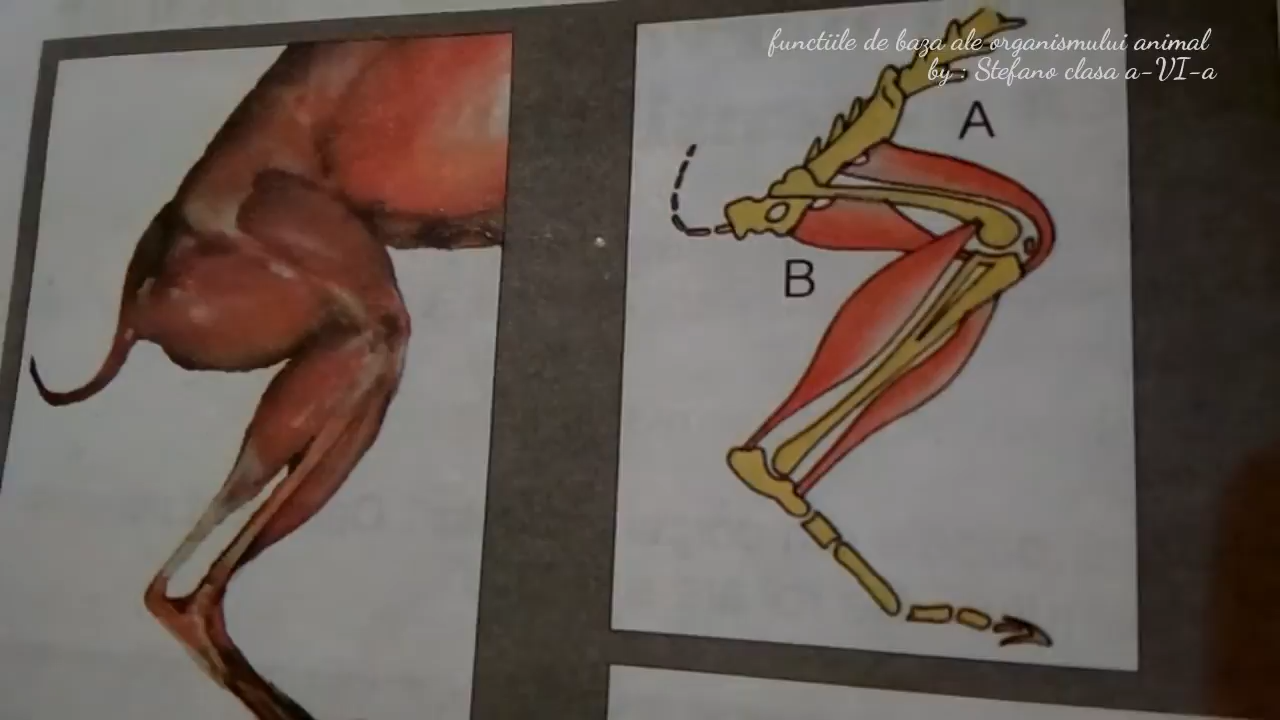 functiile de baza ale organismului animal
by : Stefano clasa a-VI-a
A
B